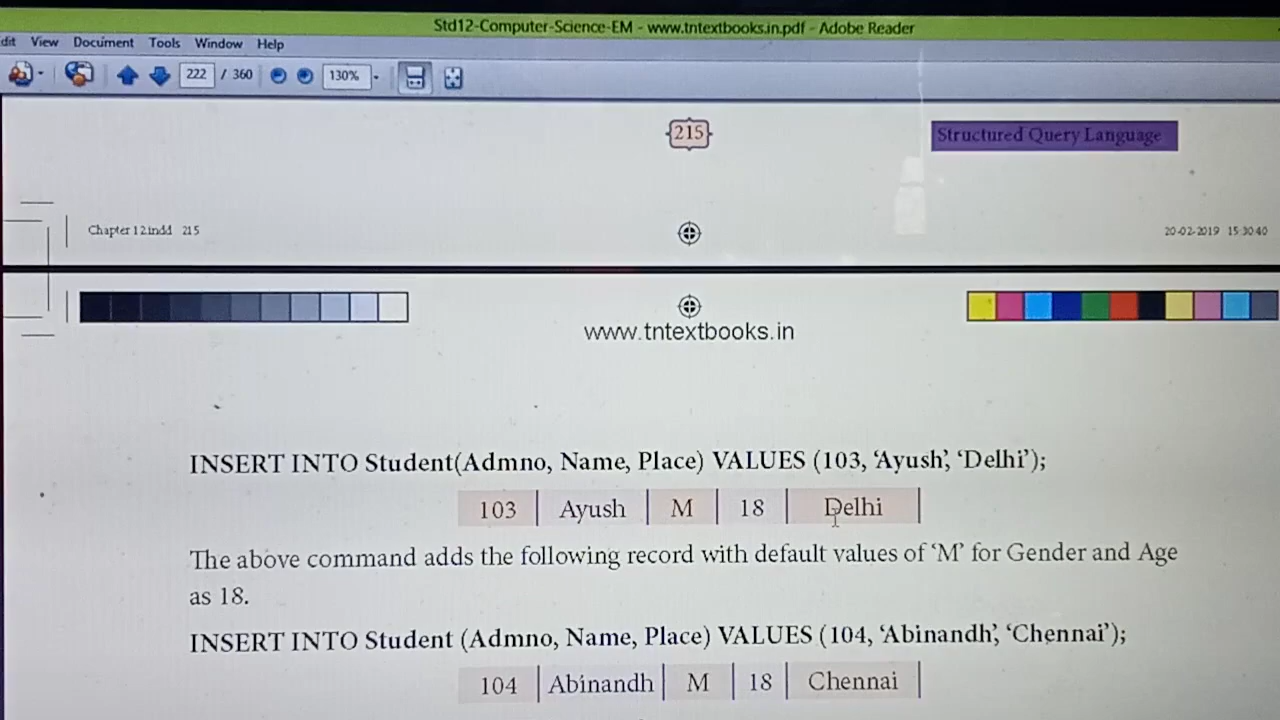 Std12-Computer-Science-EM - www.tntextbooks.in.pdf - Adobe Reader
dit View Document Tools Window Help
222 / 360 130%
215 Structured Query Language
Chapter 12.indd 215 20-02-2019 15:30:40
www.tntextbooks.in
INSERT INTO Student(Admno, Name, Place) VALUES (103, ‘Ayush’, ‘Delhi’);
103 Ayush M 18 Delhi
The above command adds the following record with default values of ‘M’ for Gender and Age
as 18.
INSERT INTO Student (Admno, Name, Place) VALUES (104, ‘Abinandh’, ‘Chennai’);
104 Abinandh M 18 Chennai